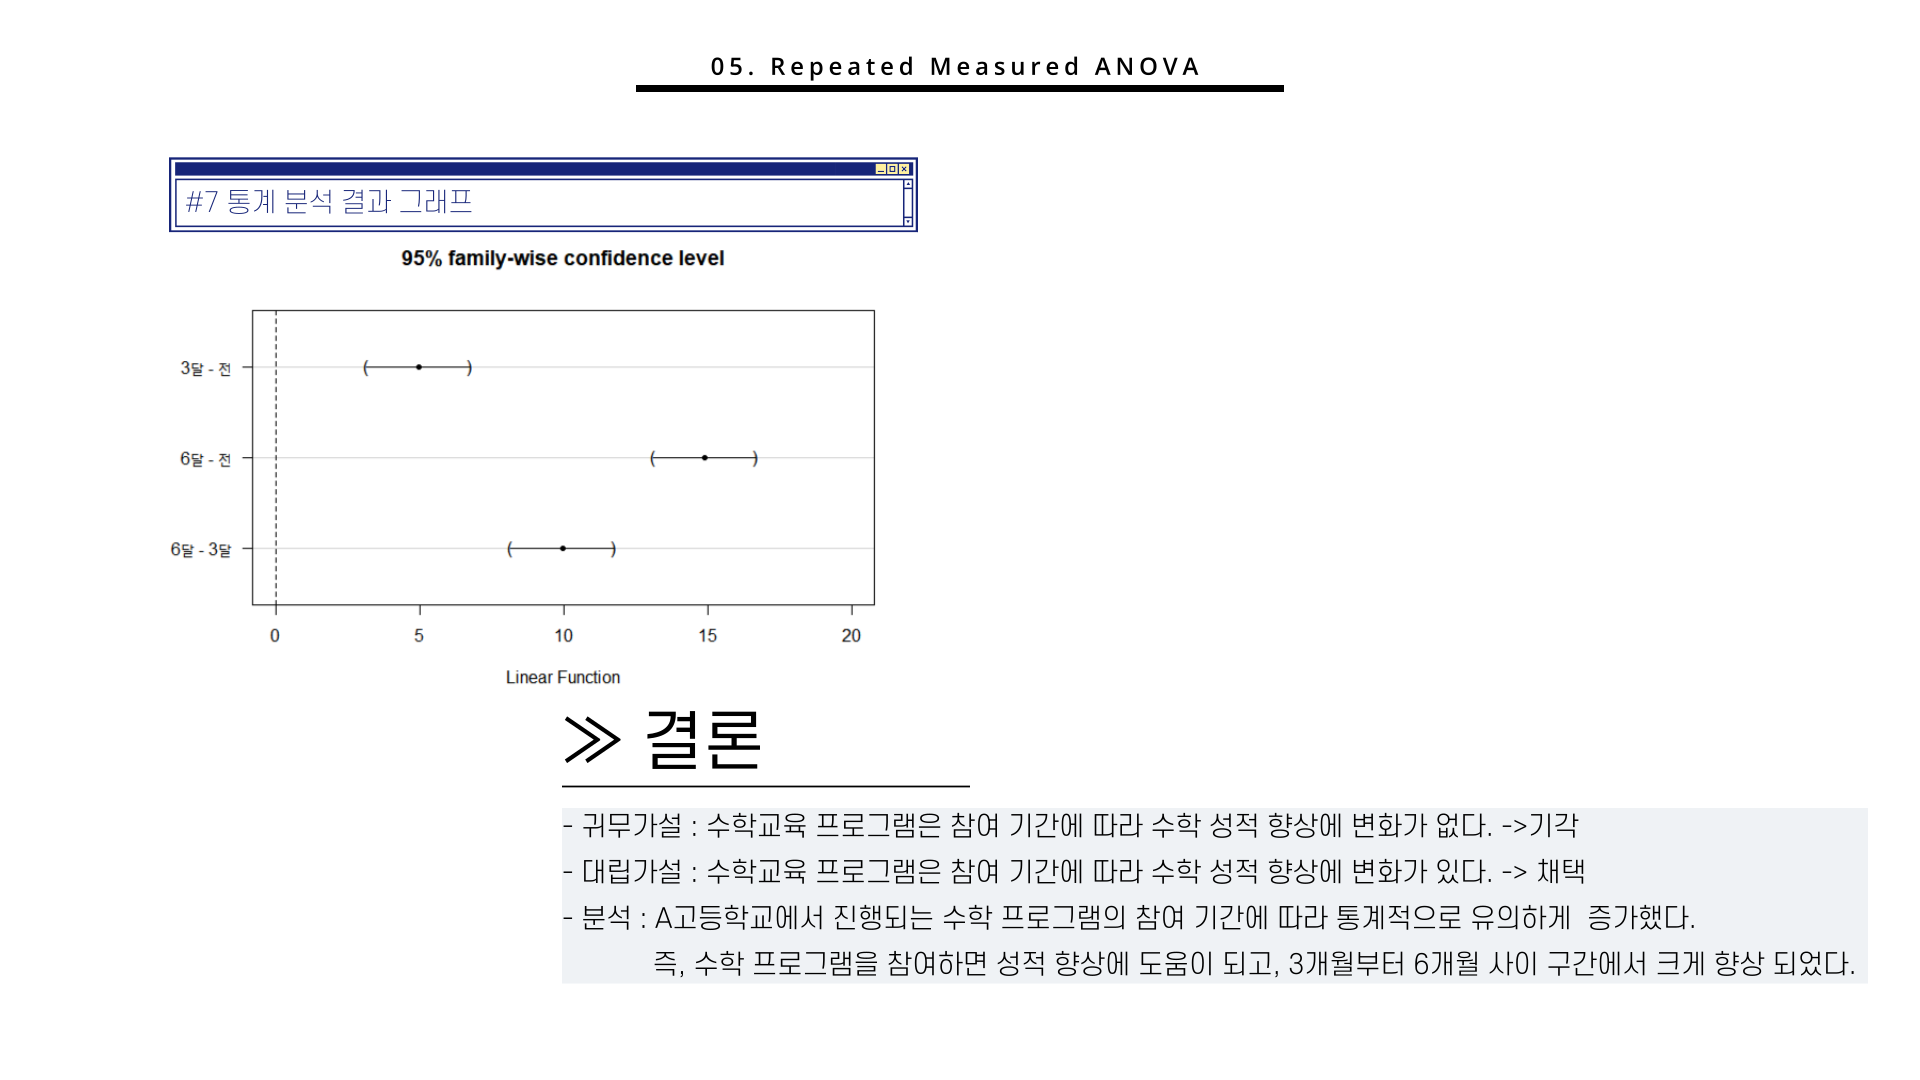 05. Repeated Measured ANOVA
#7 통계 분석 결과 그래프
95% family-wise confidence level
3달 - 전
6달 - 전
6달 - 3달
0 5 10 15 20
Linear Function
≫ 결론
- 귀무가설 : 수학교육 프로그램은 참여 기간에 따라 수학 성적 향상에 변화가 없다. ->기각
- 대립가설 : 수학교육 프로그램은 참여 기간에 따라 수학 성적 향상에 변화가 있다. -> 채택
- 분석 : A고등학교에서 진행되는 수학 프로그램의 참여 기간에 따라 통계적으로 유의하게 증가했다.
즉, 수학 프로그램을 참여하면 성적 향상에 도움이 되고, 3개월부터 6개월 사이 구간에서 크게 향상 되었다.